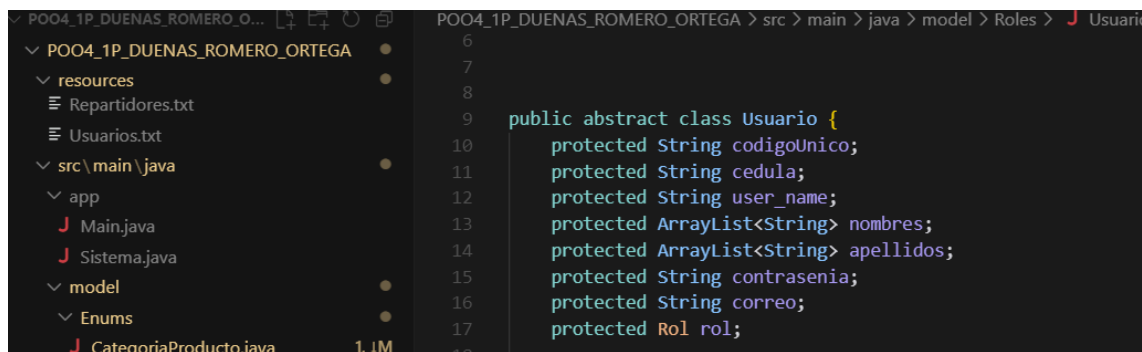 POO4_1P_DUENAS_ROMERO_O...
POO4_1P_DUENAS_ROMERO_ORTEGA
resources
Repartidores.txt
Usuarios.txt
src\main\java
app
J Main.java
J Sistema.java
model
Enums
J CategoriaProducto.java 1, ↓M
POO4_1P_DUENAS_ROMERO_ORTEGA > src > main > java > model > Roles > J Usuario
6
7
8
9 public abstract class Usuario {
10 protected String codigoUnico;
11 protected String cedula;
12 protected String user_name;
13 protected ArrayList<String> nombres;
14 protected ArrayList<String> apellidos;
15 protected String contrasenia;
16 protected String correo;
17 protected Rol rol;